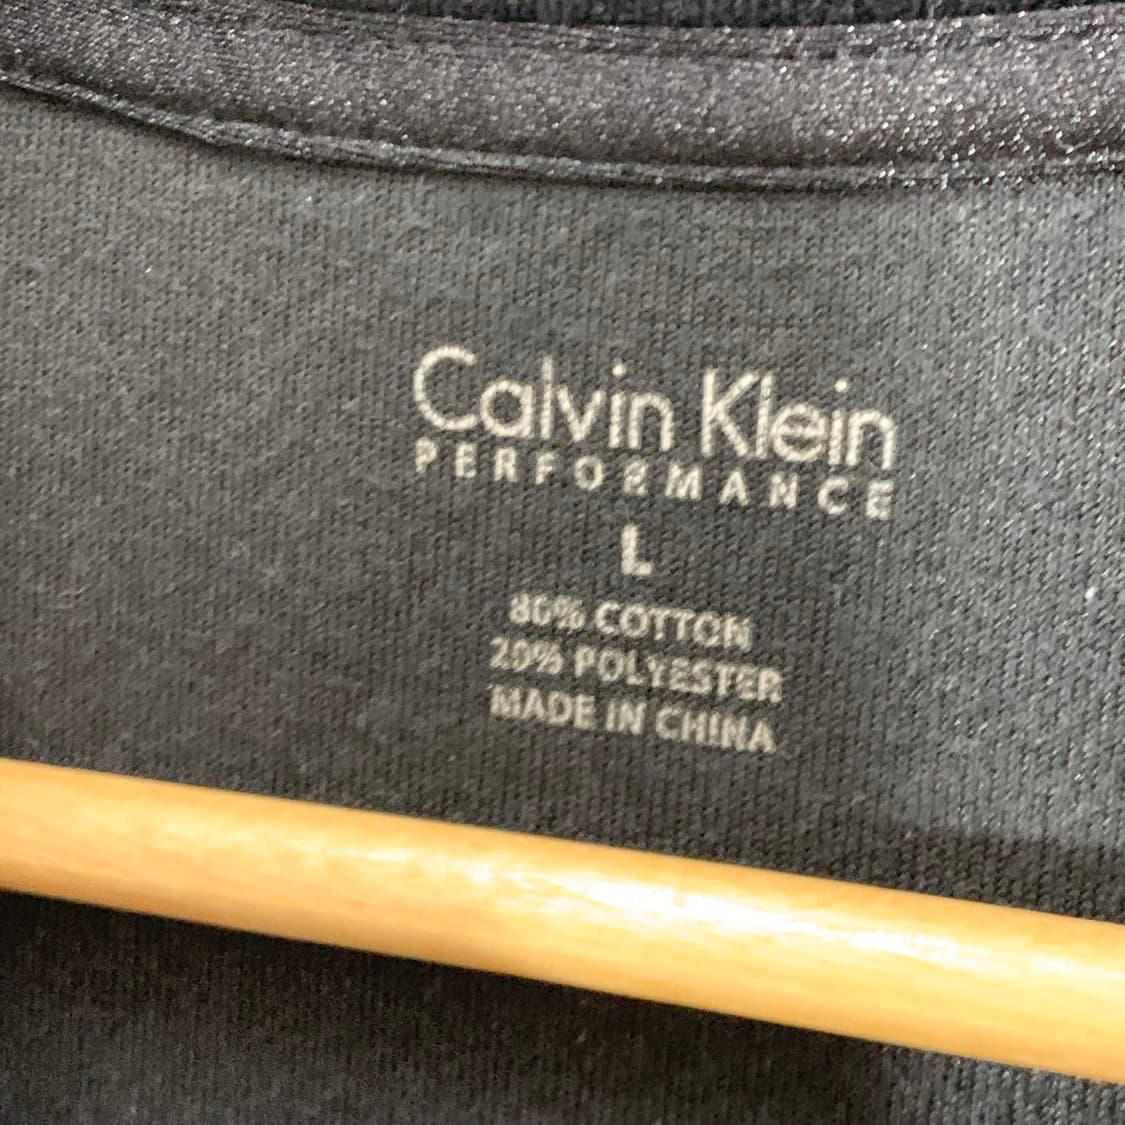 Calvin Klein
PERFORMANCE
L
80% COTTON
20% POLYESTER
MADE IN CHINA